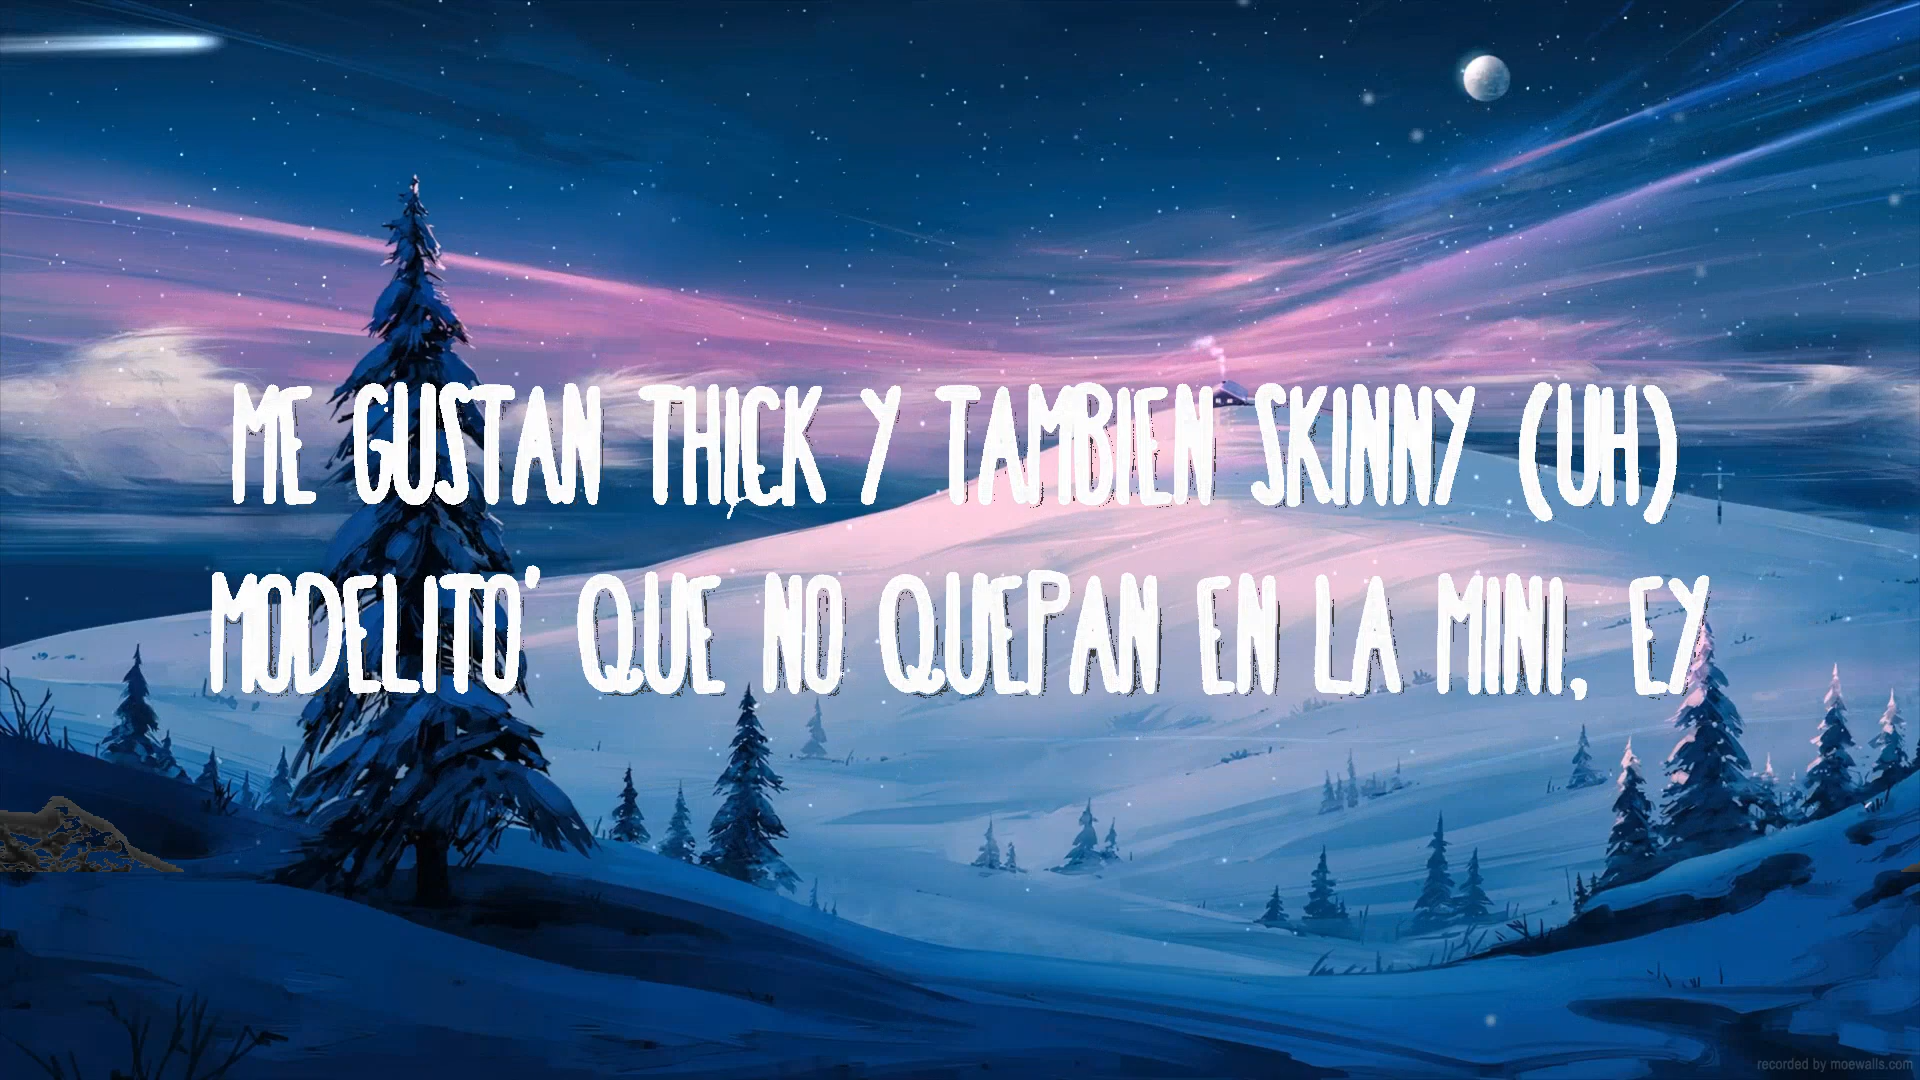 ME GUSTAN THICK Y TAMBIEN SKINNY (UH)
MODELITO' QUE NO QUEPAN EN LA MINI, EY
recorded by moewalls.com